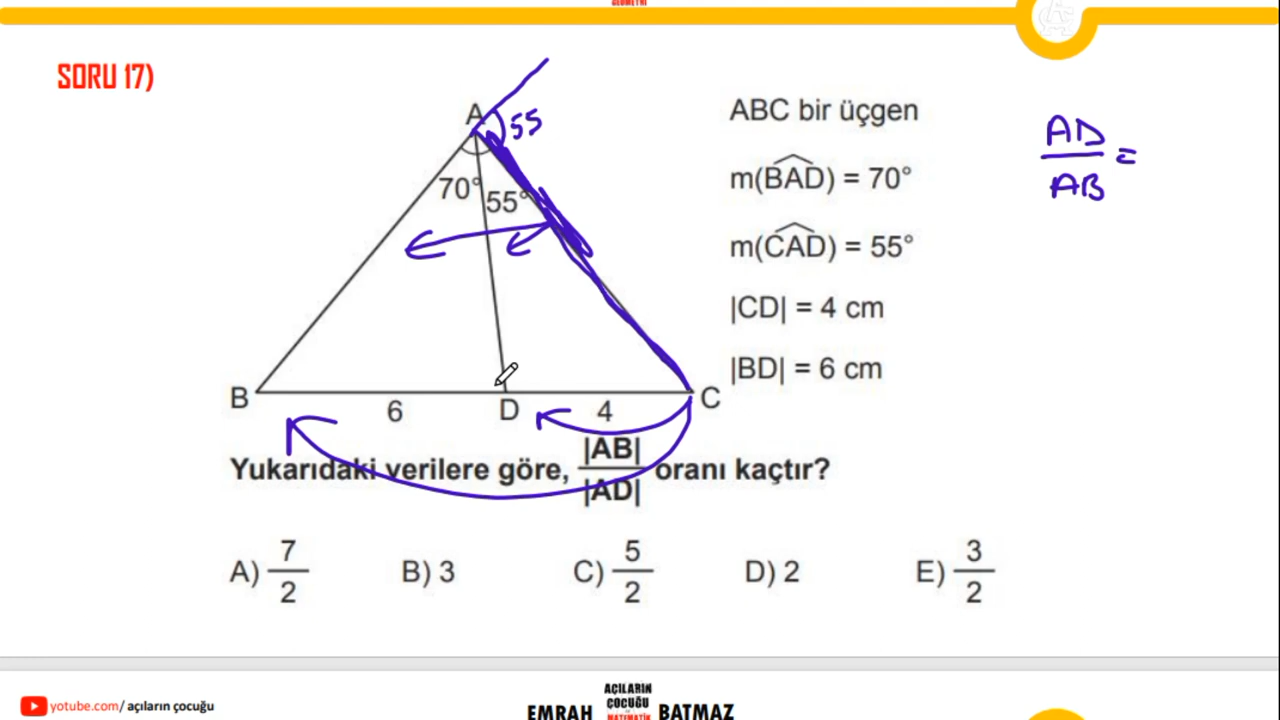 GEOMETRİ
SORU 17)
A
55
70°
55°
B
6
D
4
C
ABC bir üçgen
m(BAD) = 70°
m(CAD) = 55°
|CD| = 4 cm
|BD| = 6 cm
AD
AB
=
Yukarıdaki verilere göre, |AB| / |AD| oranı kaçtır?
A) 7/2 B) 3 C) 5/2 D) 2 E) 3/2
yotube.com/ açıların çocuğu
AÇILARIN
ÇOCUĞU
EMRAH MATEMATİK BATMAZ